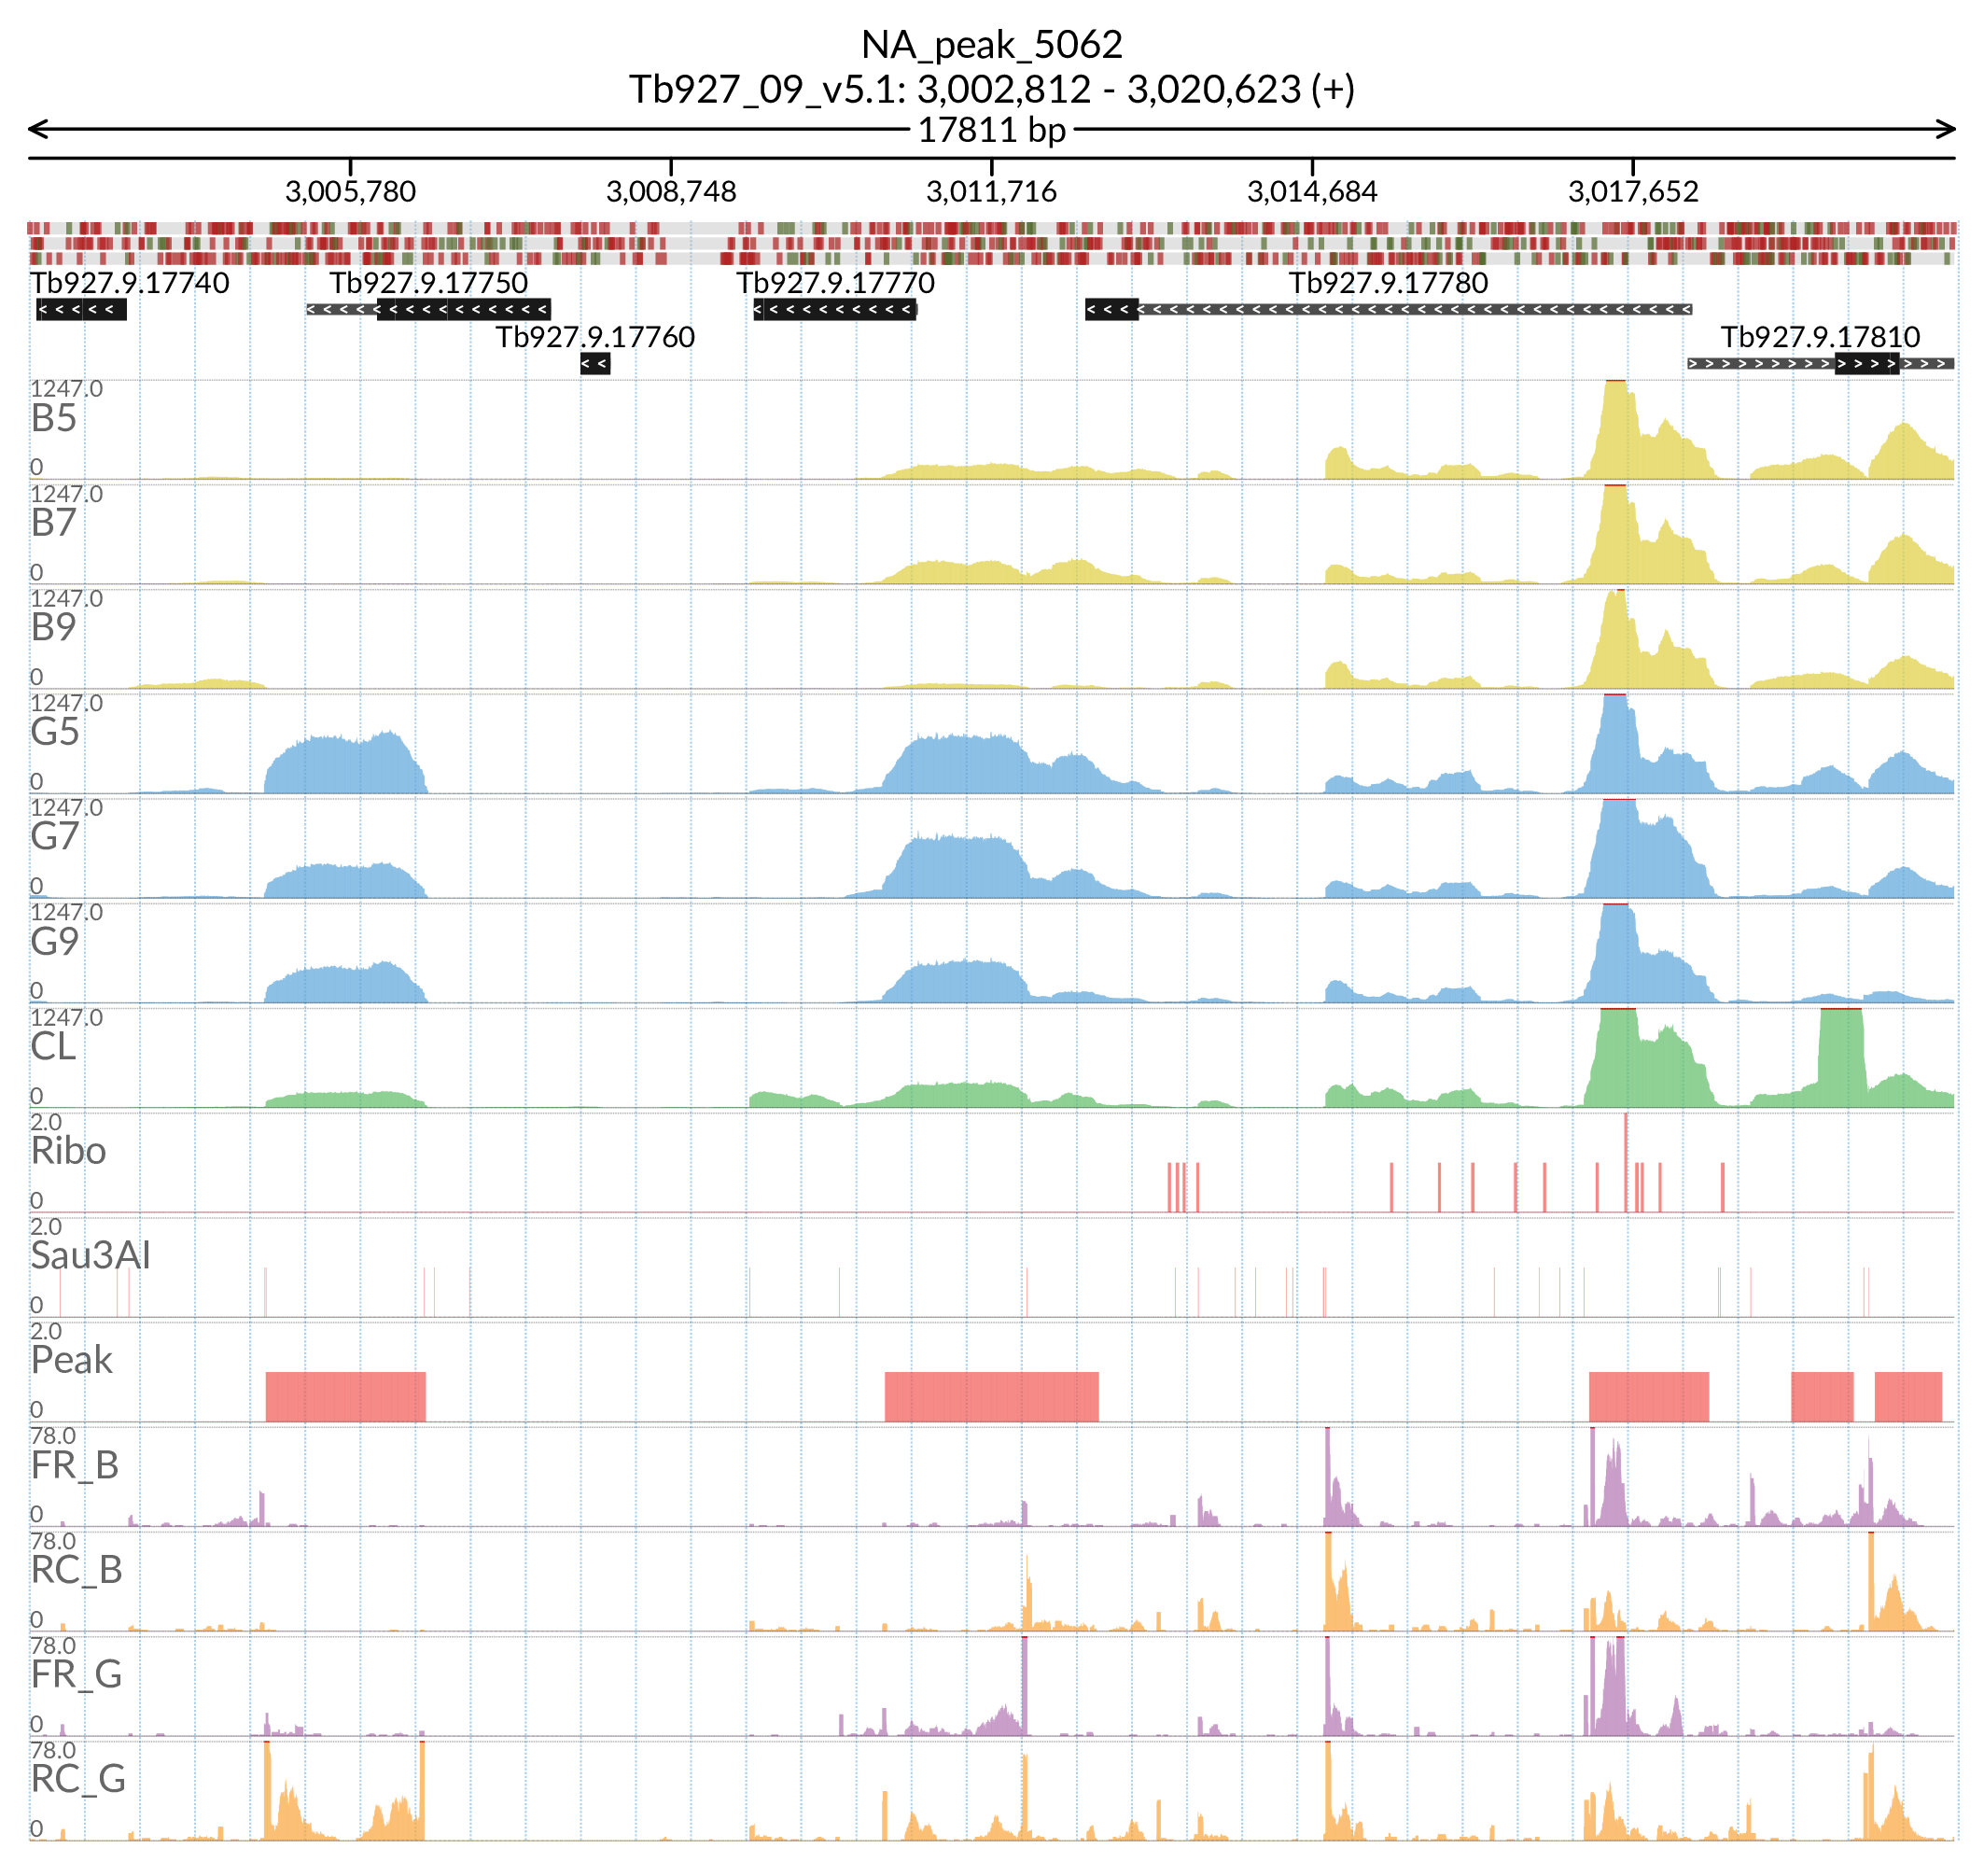 NA_peak_5062
Tb927_09_v5.1: 3,002,812 - 3,020,623 (+)
17811 bp
3,005,780 3,008,748 3,011,716 3,014,684 3,017,652
Tb927.9.17740 Tb927.9.17750 Tb927.9.17770 Tb927.9.17780
Tb927.9.17760 Tb927.9.17810
1247.0
B5
0
1247.0
B7
0
1247.0
B9
0
1247.0
G5
0
1247.0
G7
0
1247.0
G9
0
1247.0
CL
0
2.0
Ribo
0
2.0
Sau3AI
0
2.0
Peak
0
78.0
FR_B
0
78.0
RC_B
0
78.0
FR_G
0
78.0
RC_G
0